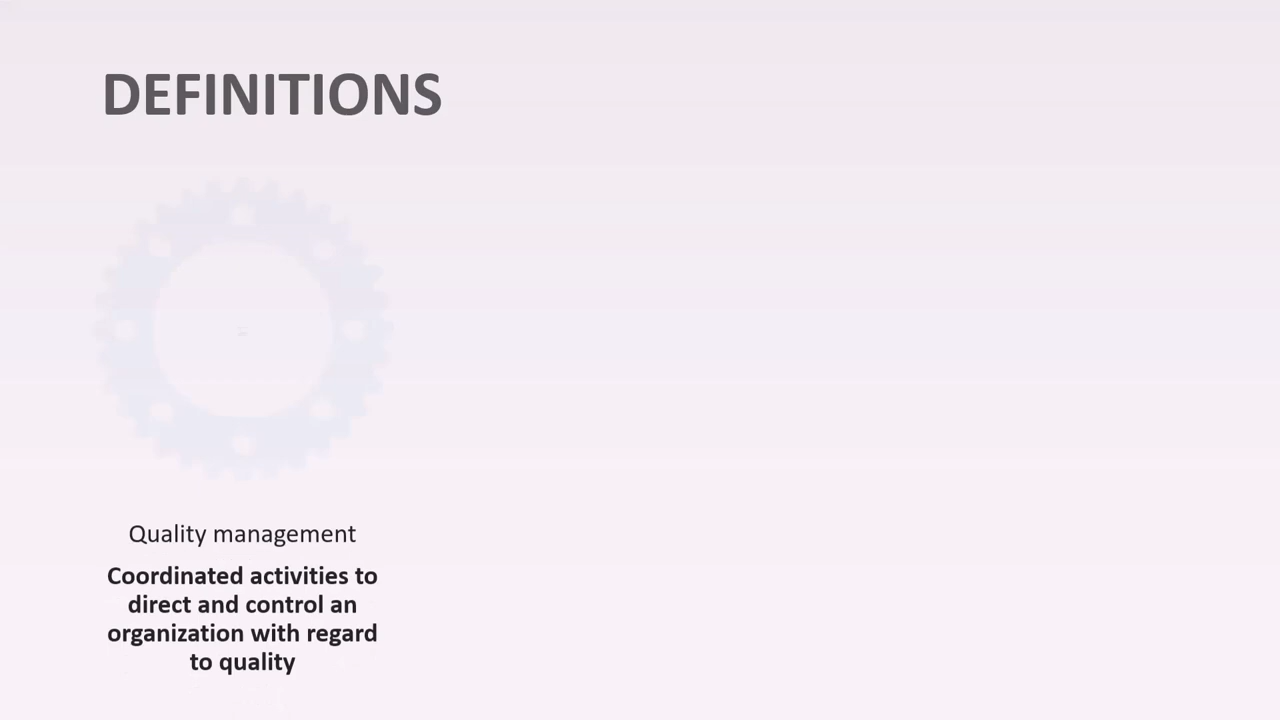 DEFINITIONS
Quality management
Coordinated activities to
direct and control an
organization with regard
to quality